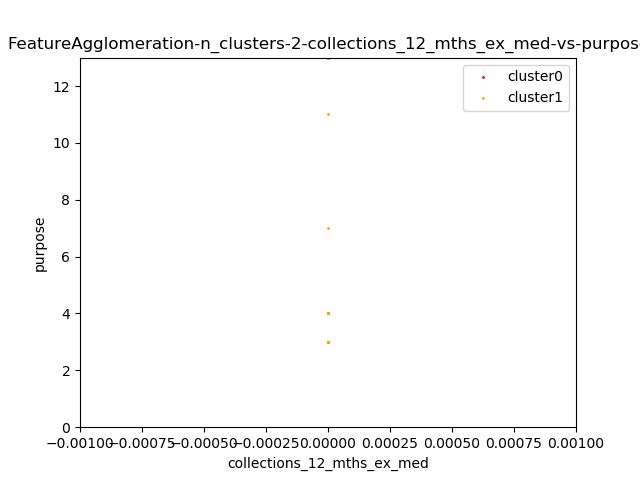 FeatureAgglomeration-n_clusters-2-collections_12_mths_ex_med-vs-purpos
cluster0
cluster1
12
10
8
6
4
2
0
purpose
−0.00100 −0.00075 −0.00050 −0.00025 0.00000 0.00025 0.00050 0.00075 0.00100
collections_12_mths_ex_med